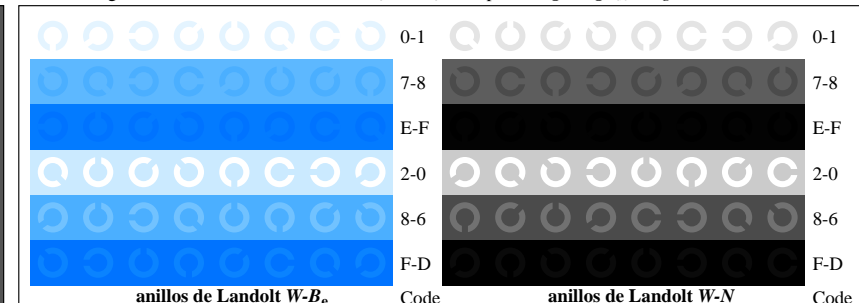 0-1 0-1
7-8 7-8
E-F E-F
2-0 2-0
8-6 8-6
F-D F-D
anillos de Landolt W-Be Code anillos de Landolt W-N Code